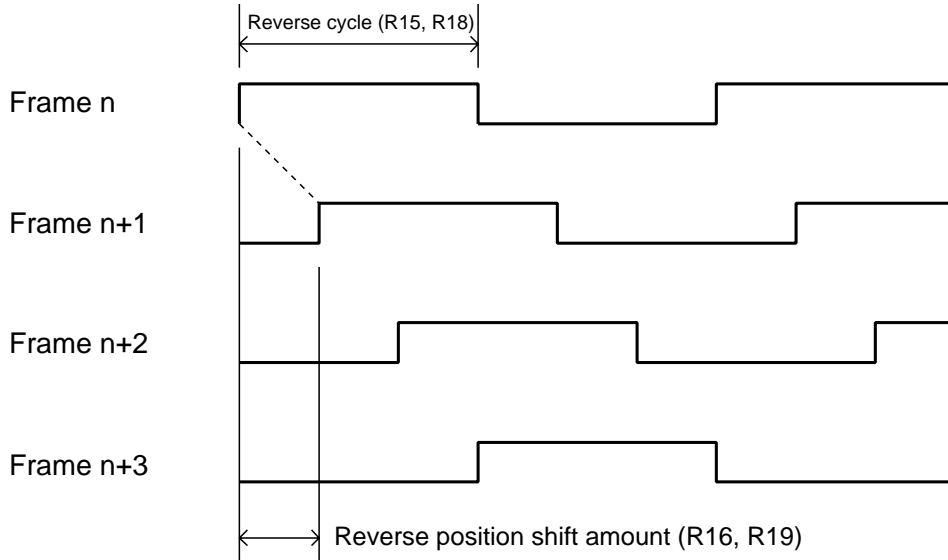 Reverse cycle (R15, R18)
Frame n
Frame n+1
Frame n+2
Frame n+3
Reverse position shift amount (R16, R19)